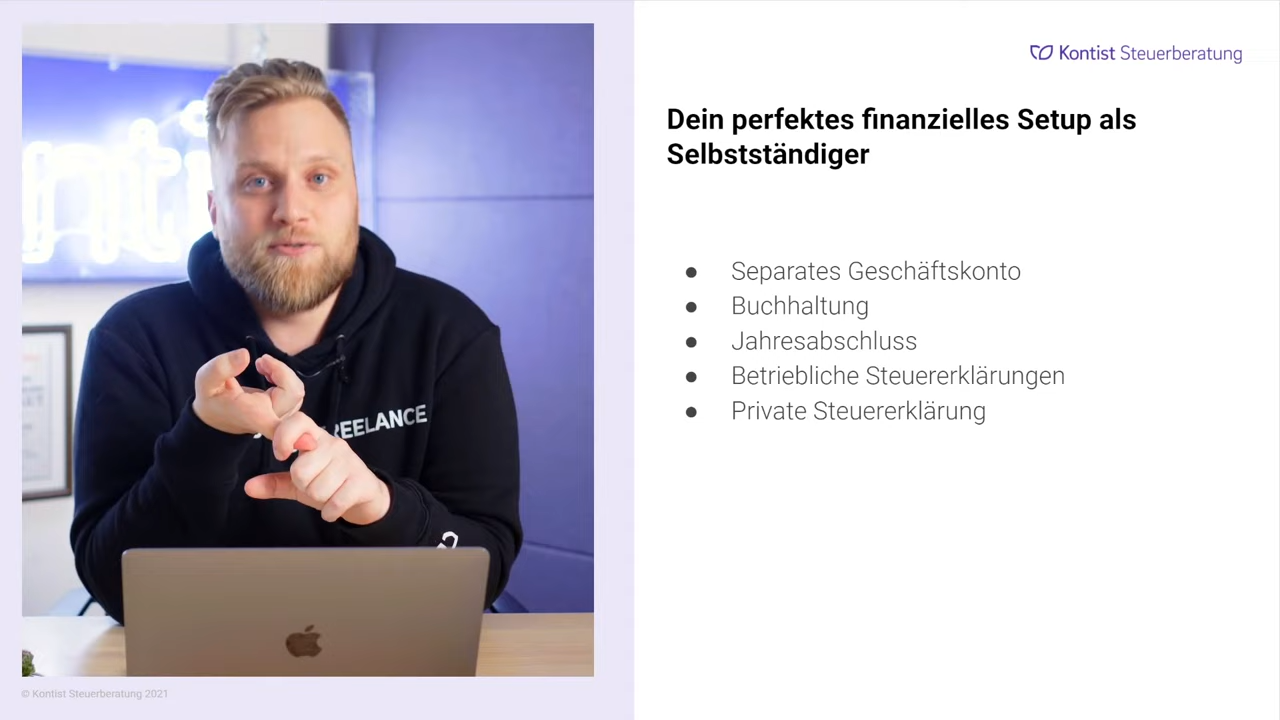 Kontist Steuerberatung
Dein perfektes finanzielles Setup als
Selbstständiger
● Separates Geschäftskonto
● Buchhaltung
● Jahresabschluss
● Betriebliche Steuererklärungen
● Private Steuererklärung
© Kontist Steuerberatung 2021